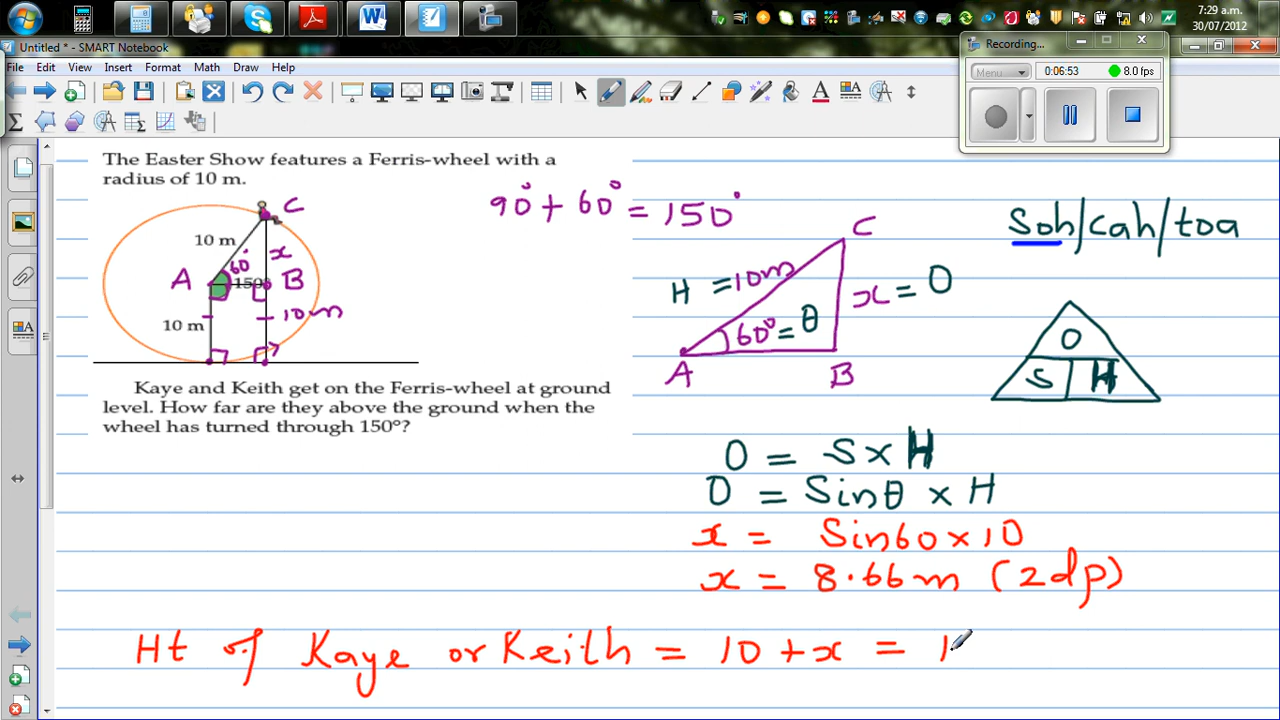 7:29 am
30/07/2012
Untitled * - SMART Notebook
Recording...
File Edit View Insert Format Math Draw Help
Menu
0:06:53
8.0 fps
The Easter Show features a Ferris-wheel with a
radius of 10 m.
90° + 60° = 150°
Soh/Cah/toa
C
10 m
x
60°
A
150°
B
10 m
10m
C
H = 10m
x = O
60° = θ
A
B
O
S H
Kaye and Keith get on the Ferris-wheel at ground
level. How far are they above the ground when the
wheel has turned through 150°?
O = S × H
O = Sinθ × H
x = Sin60 × 10
x = 8.66m (2dp)
Ht of Kaye or Keith = 10 + x = 1